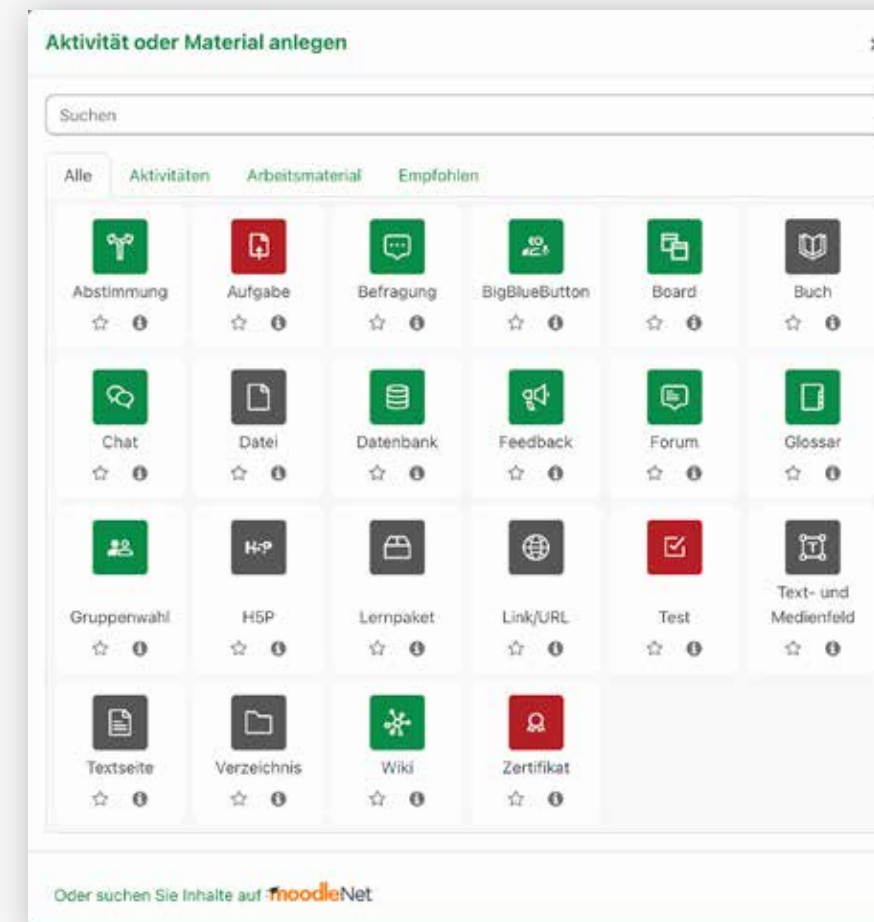 Aktivität oder Material anlegen
Suchen
Alle Aktivitäten Arbeitsmaterial Empfohlen
Abstimmung Aufgabe Befragung BigBlueButton Board Buch
Chat Datei Datenbank Feedback Forum Glossar
H5P
Text- und
Gruppenwahl H5P Lernpaket Link/URL Test Medienfeld
Textseite Verzeichnis Wiki Zertifikat
Oder suchen Sie Inhalte auf moodleNet